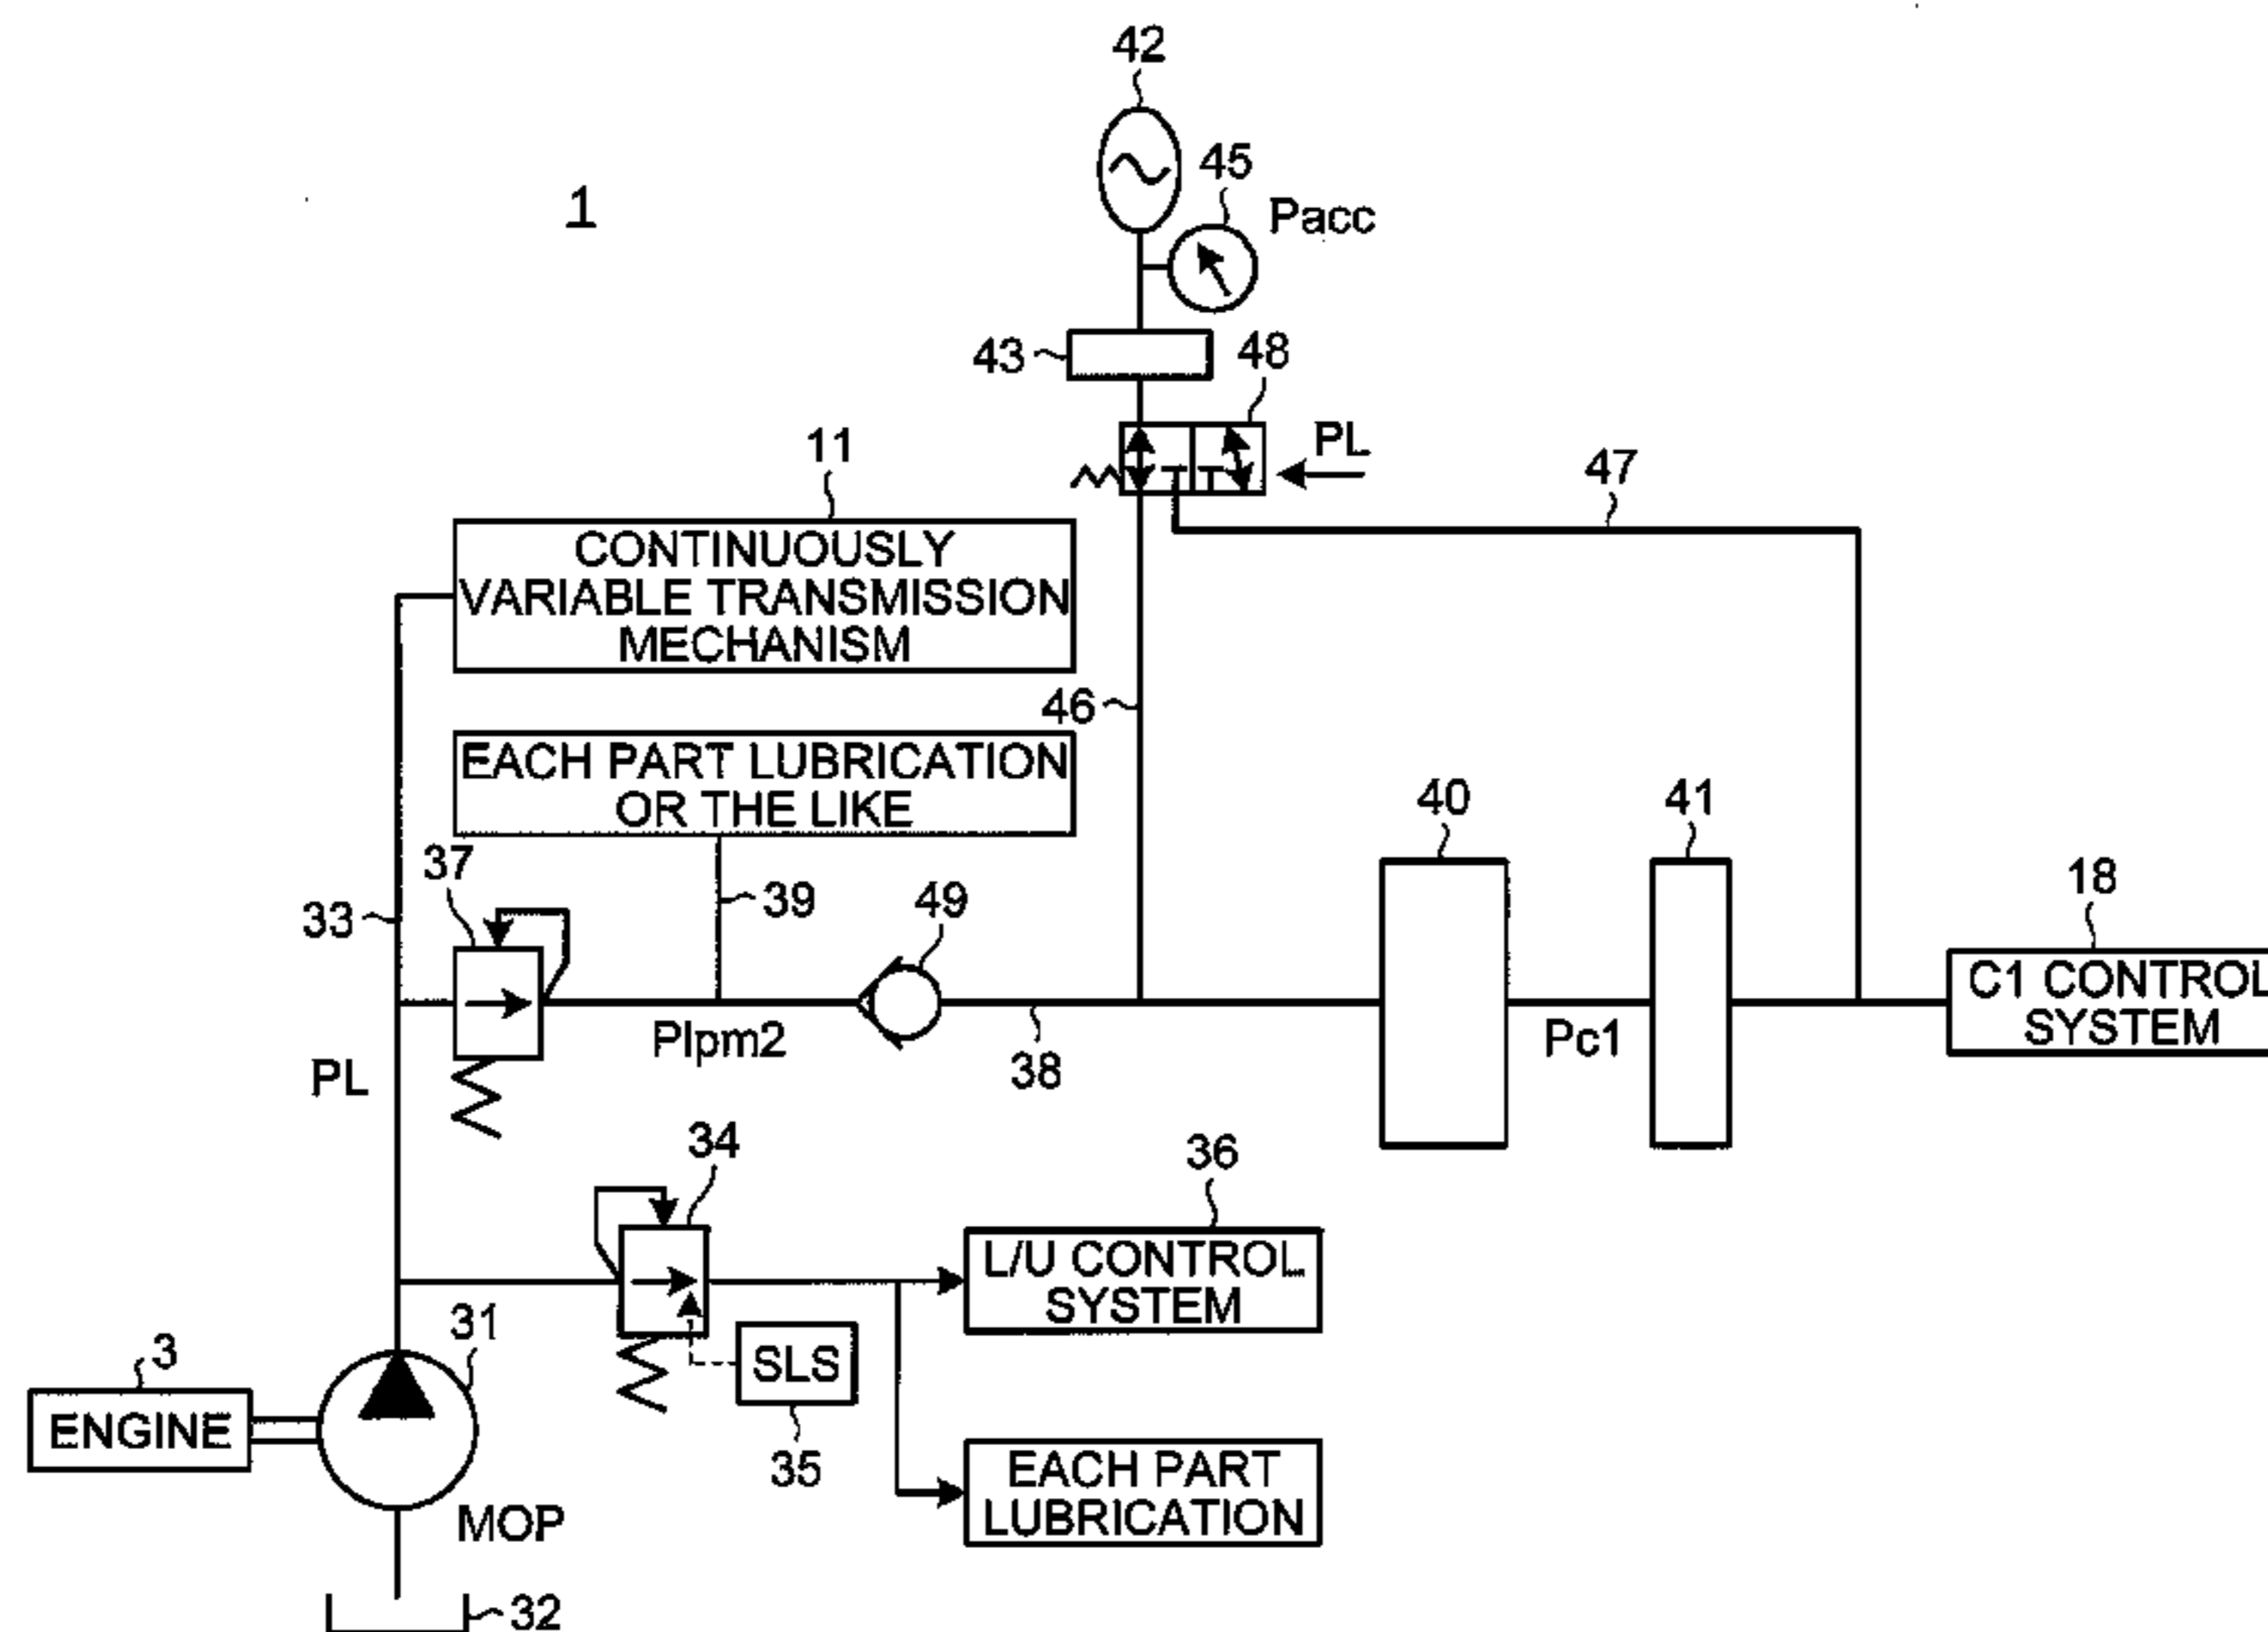 42
45
Pacc
1
43
48
PL
11
47
CONTINUOUSLY
VARIABLE TRANSMISSION
MECHANISM
46
EACH PART LUBRICATION
OR THE LIKE
40
41
37
33
39
49
18
C1 CONTROL
SYSTEM
Plpm2
38
Pc1
PL
34
36
L/U CONTROL
SYSTEM
31
3
SLS
ENGINE
35
EACH PART
LUBRICATION
MOP
32